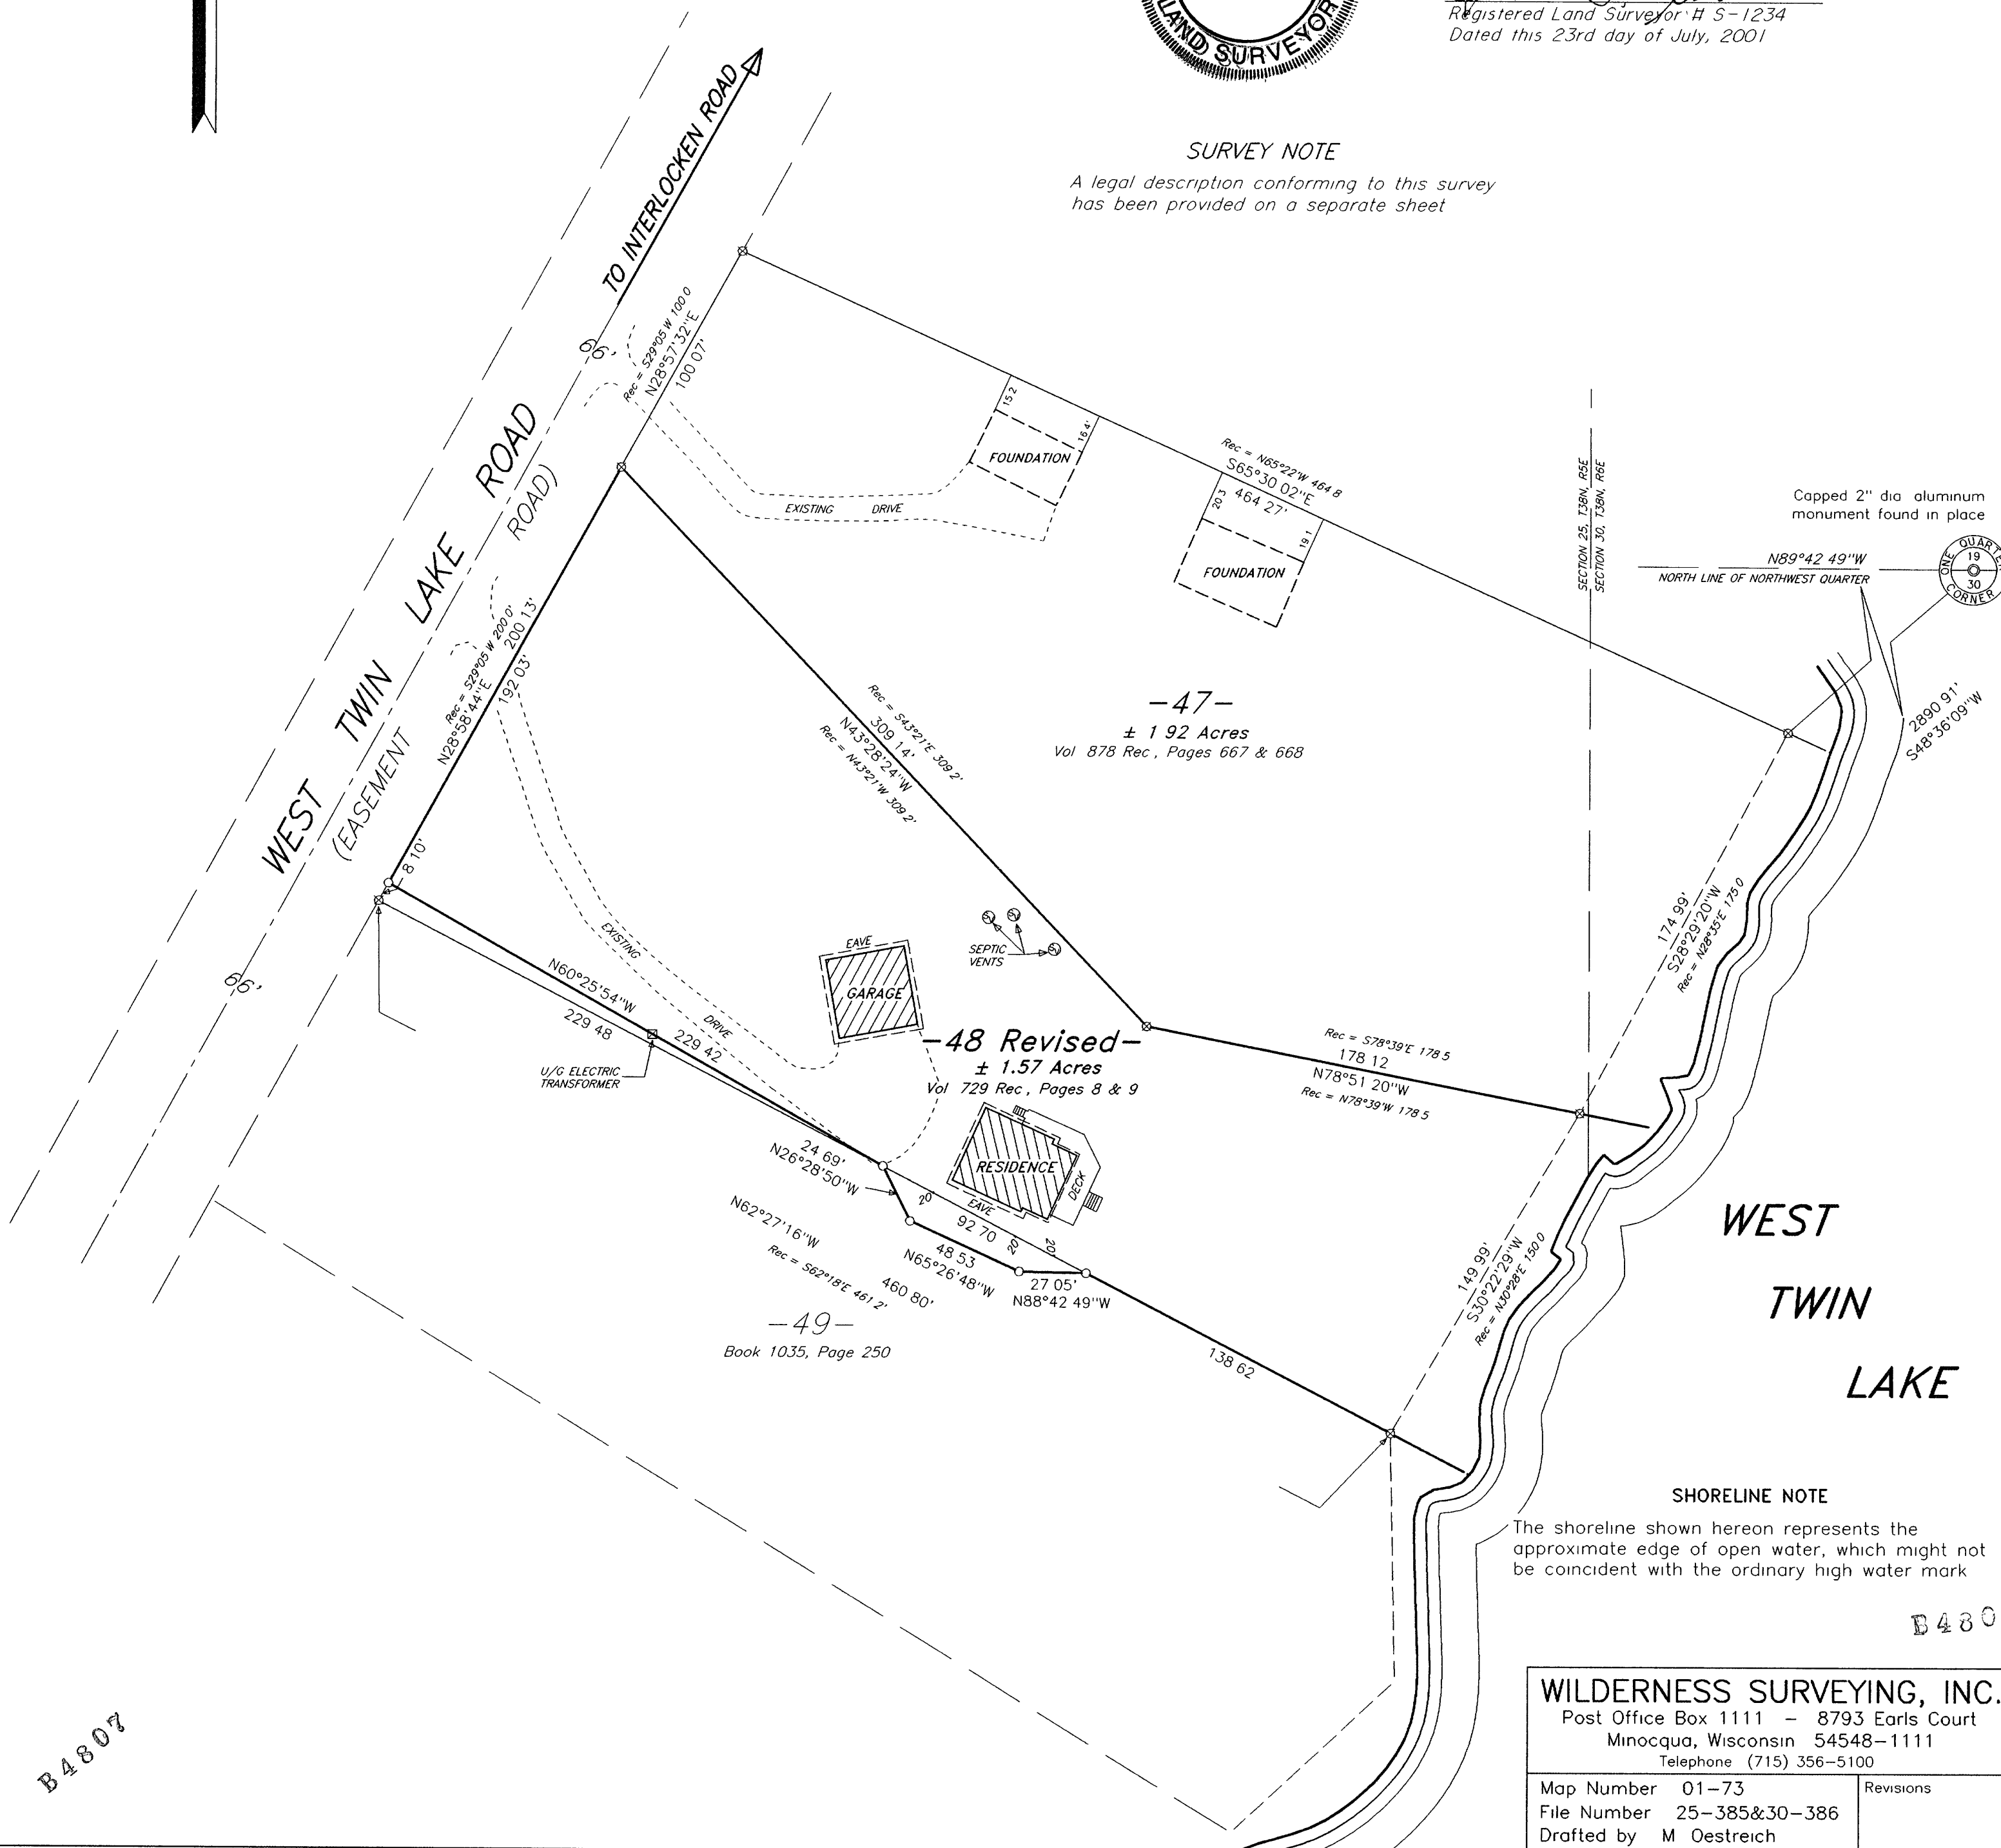 LAND SURVEYOR
Registered Land Surveyor # S-1234
Dated this 23rd day of July, 2001
SURVEY NOTE
A legal description conforming to this survey
has been provided on a separate sheet
TO INTERLOCKEN ROAD
66'
Rec = S29°05 W 100 0
N28°57'32"E
100 07'
WEST TWIN LAKE ROAD
(EASEMENT ROAD)
15 2
16 4'
FOUNDATION
EXISTING DRIVE
Rec = N65°22'W 464 8
S65°30 02"E
464 27'
20 3
19 1
FOUNDATION
SECTION 25, T38N, R5E
SECTION 30, T38N, R6E
Capped 2" dia aluminum
monument found in place
N89°42 49"W
NORTH LINE OF NORTHWEST QUARTER
ONE QUARTE
19
30
CORNER
2890 91'
S48°36'09"W
Rec = S29°05 W 200 0'
N28°58'44"E 200 13'
192 03'
8 10'
-47-
± 1 92 Acres
Vol 878 Rec , Pages 667 & 668
Rec = S43°21'E 309 2'
309 14'
N43°28'24"W
Rec = N43°21'W 309 2'
174 99'
S28°29'20"W
Rec = N28°35'E 175 0
SEPTIC
VENTS
EAVE
GARAGE
66'
EXISTING DRIVE
N60°25'54"W
229 48
229 42
U/G ELECTRIC
TRANSFORMER
-48 Revised-
± 1.57 Acres
Vol 729 Rec , Pages 8 & 9
Rec = S78°39'E 178 5
178 12
N78°51 20"W
Rec = N78°39'W 178 5
RESIDENCE
DECK
EAVE
24 69'
N26°28'50"W
20'
92 70
20'
20'
48 53
N65°26'48"W
27 05'
N88°42 49"W
N62°27'16"W
Rec = S62°18'E 461 2'
460 80'
-49-
Book 1035, Page 250
138 62
149 99'
S30°22'29"W
Rec = N30°28'E 150 0
WEST
TWIN
LAKE
SHORELINE NOTE
The shoreline shown hereon represents the
approximate edge of open water, which might not
be coincident with the ordinary high water mark
B480
B4807
WILDERNESS SURVEYING, INC.
Post Office Box 1111 - 8793 Earls Court
Minocqua, Wisconsin 54548-1111
Telephone (715) 356-5100
Map Number 01-73
Revisions
File Number 25-385&30-386
Drafted by M Oestreich